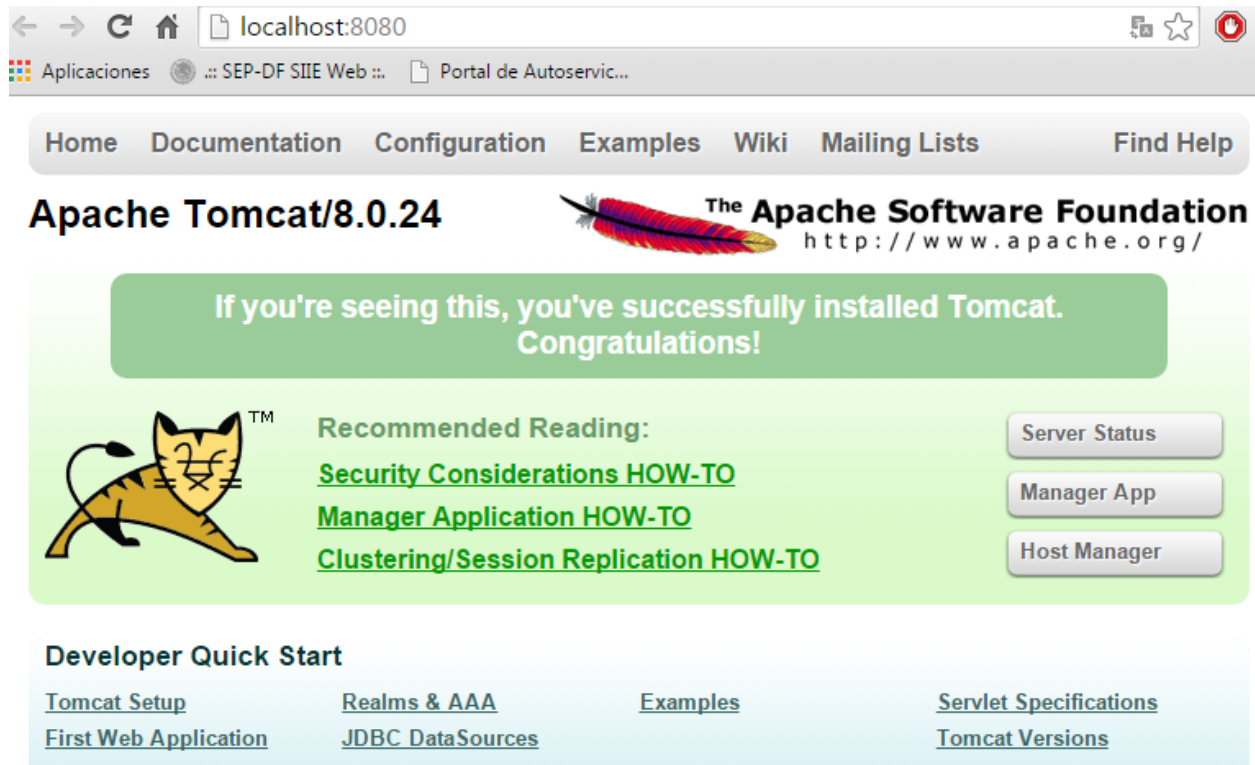 localhost:8080
Aplicaciones .:: SEP-DF SIIE Web ::. Portal de Autoservic...
Home Documentation Configuration Examples Wiki Mailing Lists Find Help
Apache Tomcat/8.0.24
The Apache Software Foundation
http://www.apache.org/
If you're seeing this, you've successfully installed Tomcat.
Congratulations!
TM
Recommended Reading:
Security Considerations HOW-TO
Manager Application HOW-TO
Clustering/Session Replication HOW-TO
Server Status
Manager App
Host Manager
Developer Quick Start
Tomcat Setup Realms & AAA Examples Servlet Specifications
First Web Application JDBC DataSources Tomcat Versions